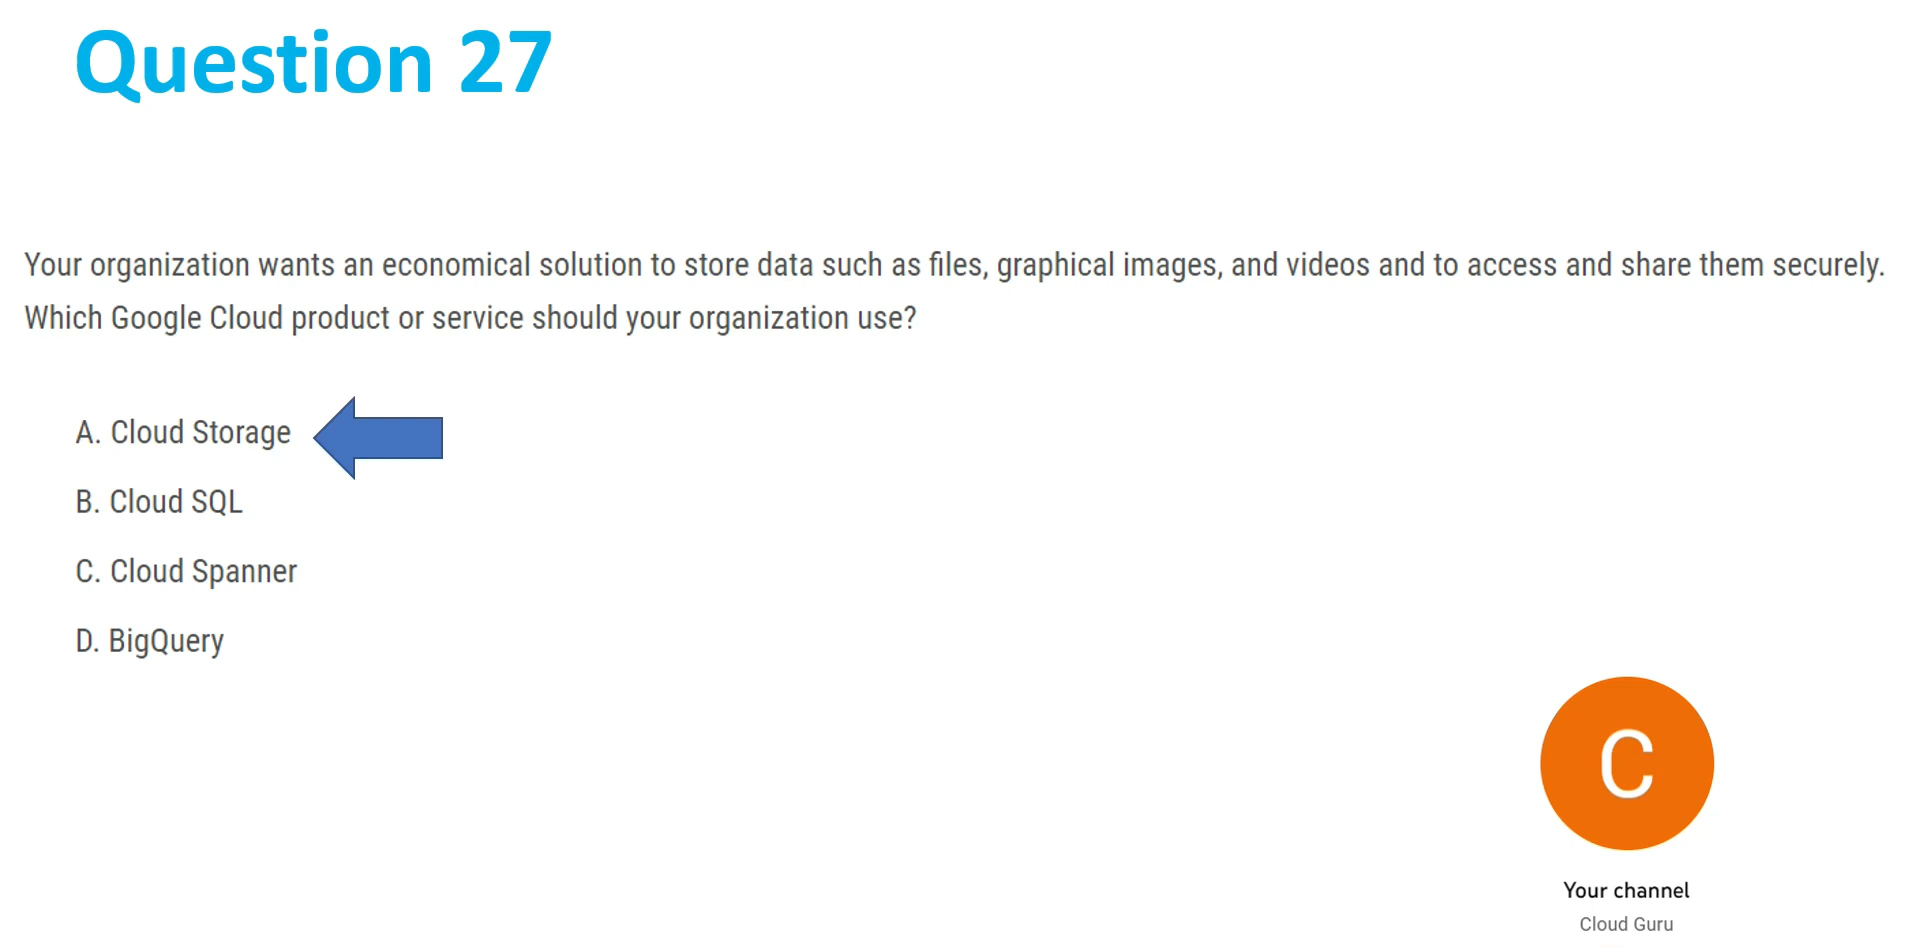 Question 27
Your organization wants an economical solution to store data such as files, graphical images, and videos and to access and share them securely.
Which Google Cloud product or service should your organization use?
A. Cloud Storage
B. Cloud SQL
C. Cloud Spanner
D. BigQuery
C
Your channel
Cloud Guru